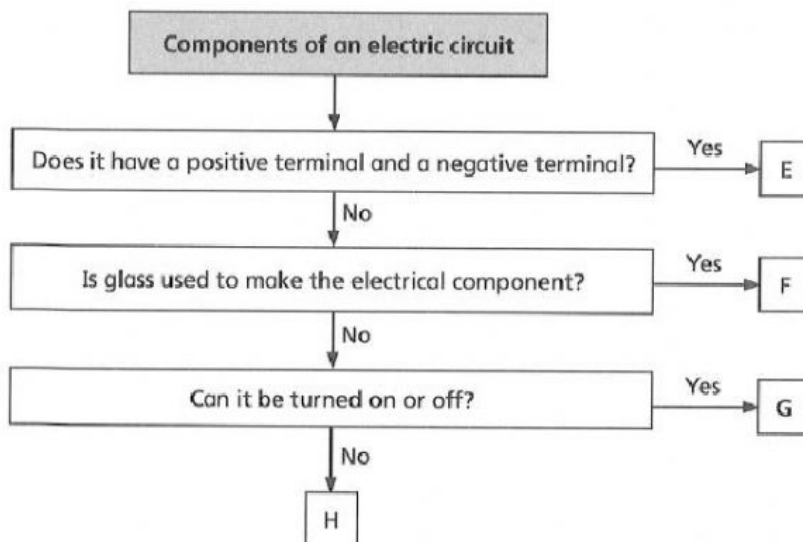 Components of an electric circuit
Does it have a positive terminal and a negative terminal?
Yes
E
No
Is glass used to make the electrical component?
Yes
F
No
Can it be turned on or off?
Yes
G
No
H